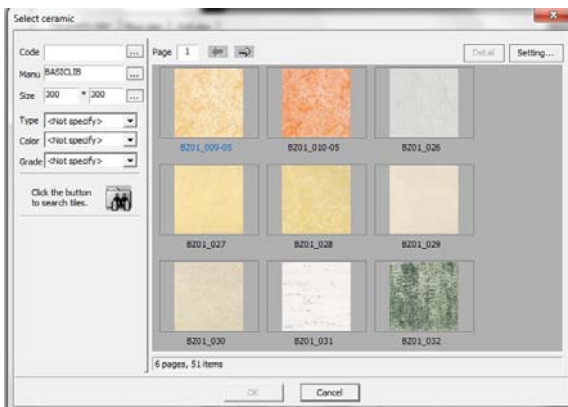 Select ceramic
Code ...
Manu BASICLIB ...
Size 300 * 300 ...
Type <Not specify>
Color <Not specify>
Grade <Not specify>
Click the button
to search tiles.
Page 1
Detail
Setting...
BZ01_009-05 BZ01_010-05 BZ01_026
BZ01_027 BZ01_028 BZ01_029
BZ01_030 BZ01_031 BZ01_032
6 pages, 51 items
OK
Cancel